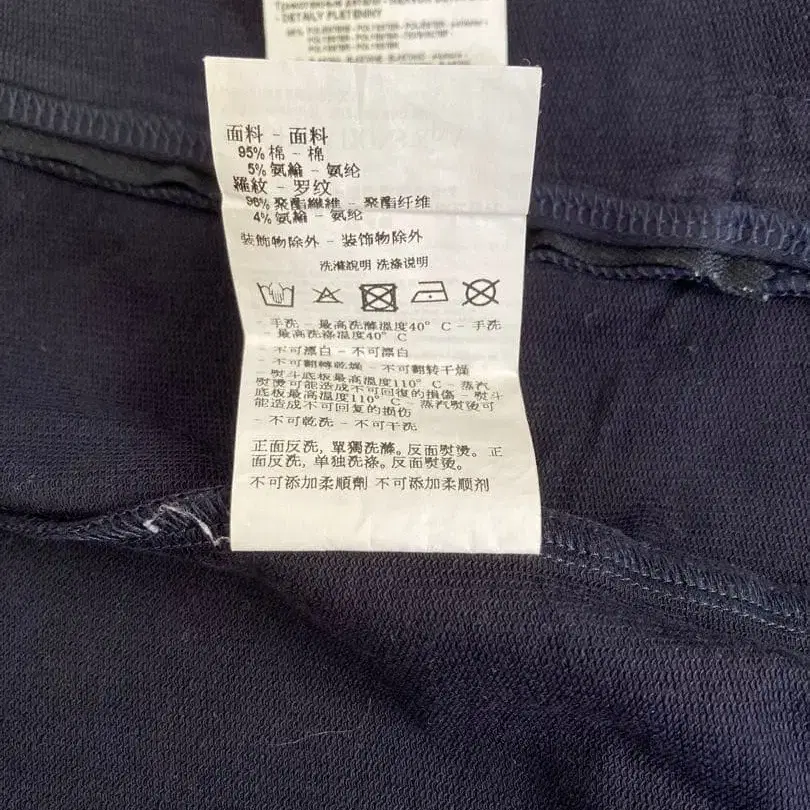 - DETAILY PLETENINY
面料 - 面料
95% 棉 - 棉
5% 氨綸 - 氨纶
羅紋 - 罗纹
96% 聚酯纖維 - 聚酯纤维
4% 氨綸 - 氨纶
裝飾物除外 - 装饰物除外
洗滌說明 洗涤说明
- 手洗 - 最高洗滌溫度40° C - 手洗
- 最高洗涤温度40° C
- 不可漂白 - 不可漂白
- 不可翻轉乾燥 - 不可翻转干燥
- 熨斗底板最高溫度110° C - 蒸汽
熨燙可能造成不可回復的損傷 - 熨斗
底板最高温度110° C - 蒸汽熨烫可
能造成不可回复的损伤
- 不可乾洗 - 不可干洗
正面反洗, 單獨洗滌。反面熨燙。 正
面反洗, 单独洗涤。反面熨烫。
不可添加柔順劑 不可添加柔顺剂